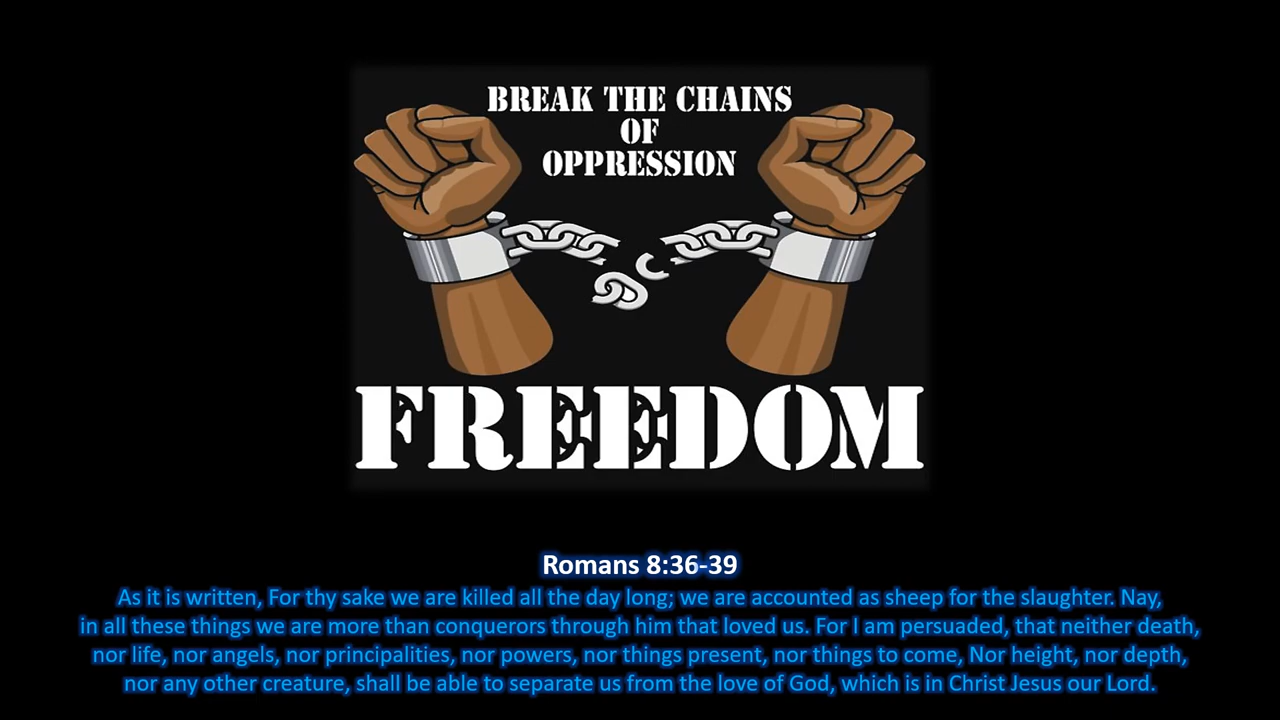 BREAK THE CHAINS
OF
OPPRESSION
FREEDOM
Romans 8:36-39
As it is written, For thy sake we are killed all the day long; we are accounted as sheep for the slaughter. Nay,
in all these things we are more than conquerors through him that loved us. For I am persuaded, that neither death,
nor life, nor angels, nor principalities, nor powers, nor things present, nor things to come, Nor height, nor depth,
nor any other creature, shall be able to separate us from the love of God, which is in Christ Jesus our Lord.